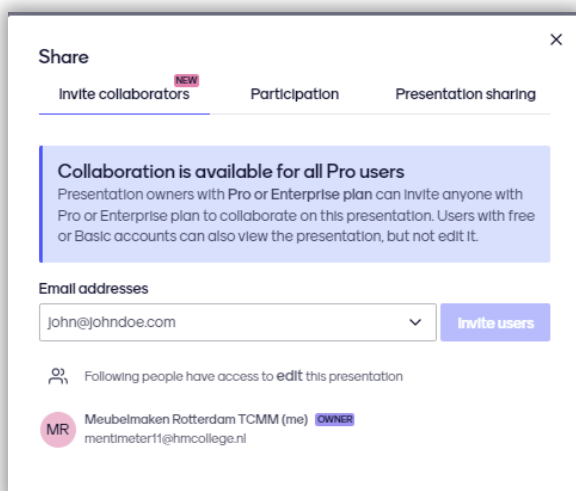 Share
NEW
Invite collaborators
Participation
Presentation sharing
Collaboration is available for all Pro users
Presentation owners with Pro or Enterprise plan can invite anyone with
Pro or Enterprise plan to collaborate on this presentation. Users with free
or Basic accounts can also view the presentation, but not edit it.
Email addresses
john@johndoe.com
Invite users
Following people have access to edit this presentation
MR
Meubelmaken Rotterdam TCMM (me) OWNER
mentimeter11@hmcollege.nl